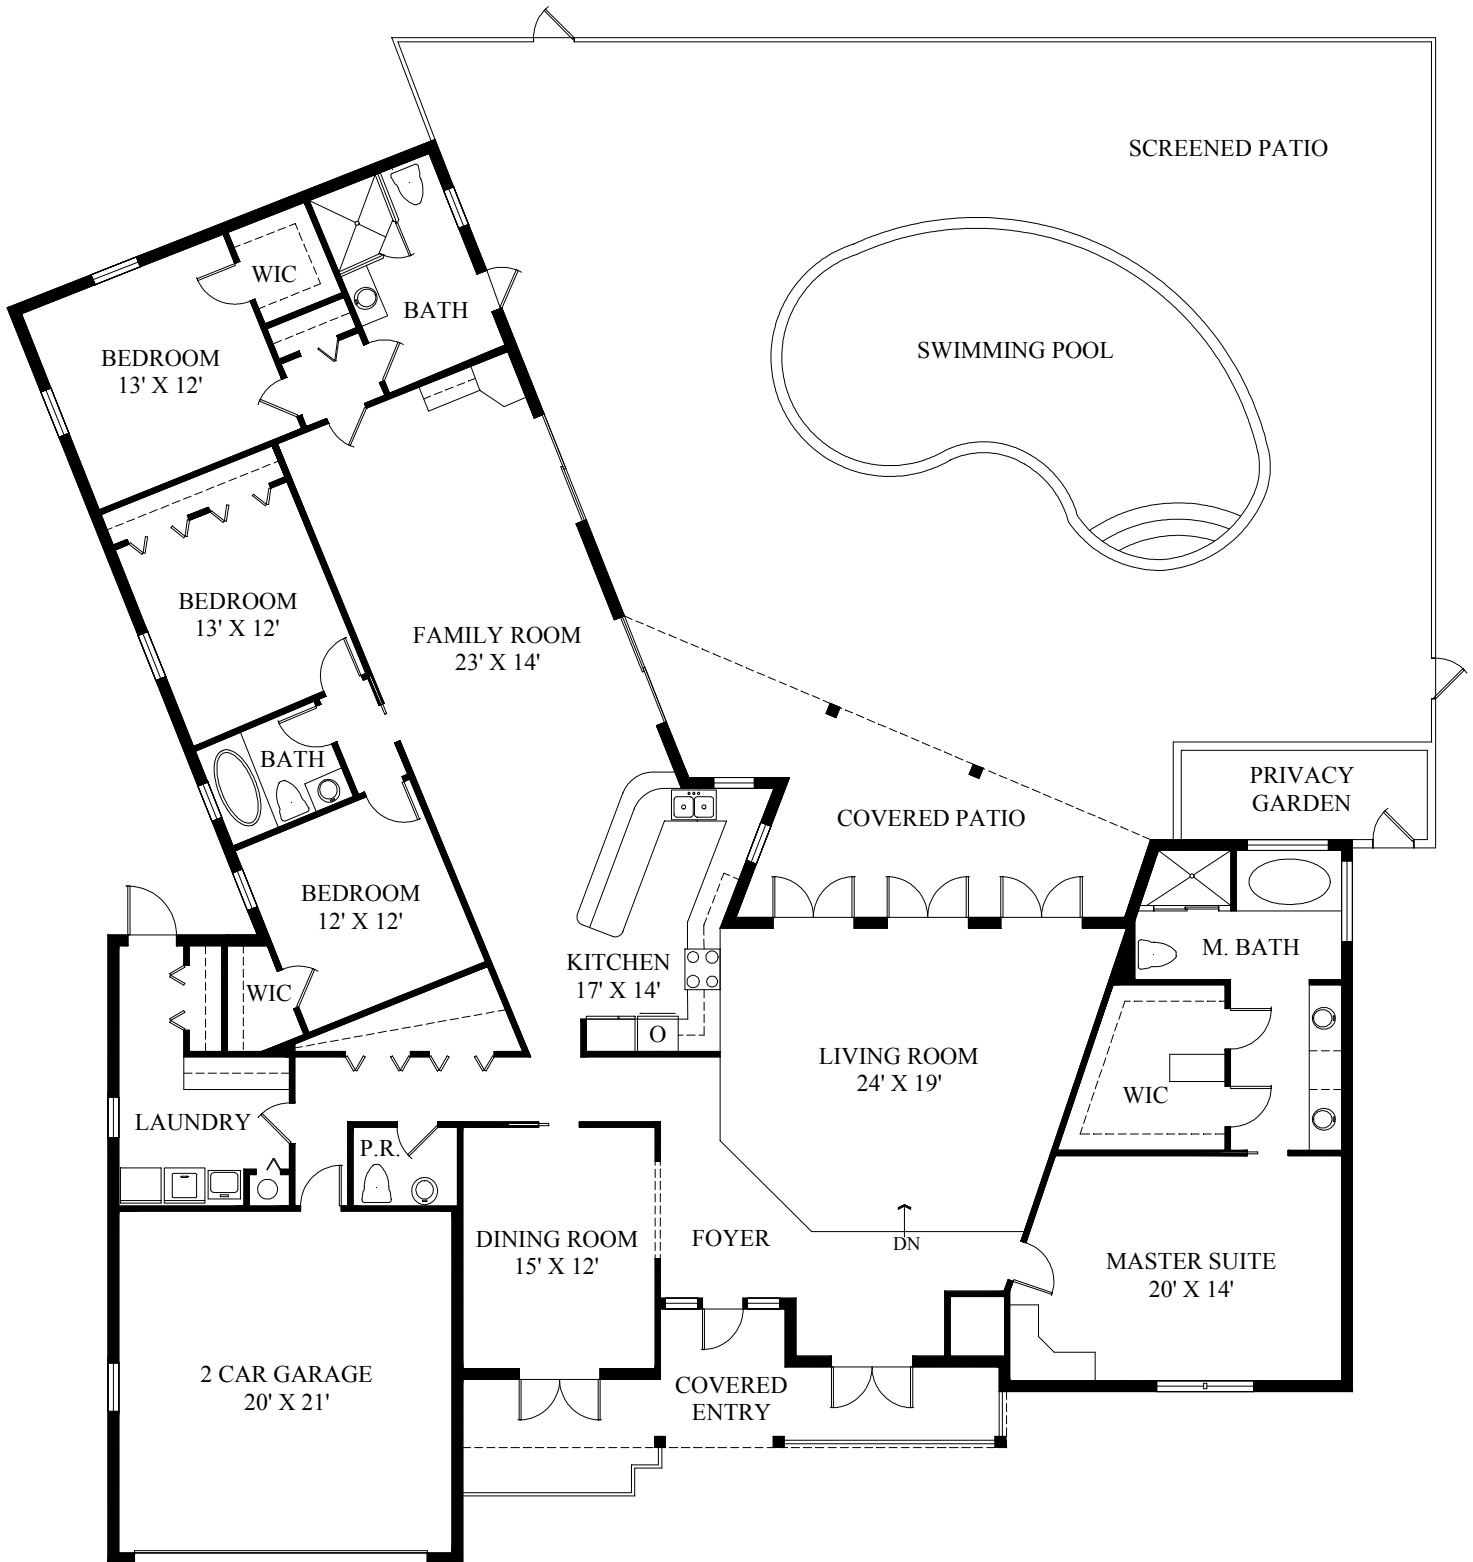 SCREENED PATIO
WIC
BATH
BEDROOM
13' X 12'
SWIMMING POOL
BEDROOM
13' X 12'
FAMILY ROOM
23' X 14'
BATH
PRIVACY
GARDEN
COVERED PATIO
BEDROOM
12' X 12'
M. BATH
KITCHEN
17' X 14'
WIC
O
LIVING ROOM
24' X 19'
WIC
LAUNDRY
P.R.
DINING ROOM
15' X 12'
FOYER
DN
MASTER SUITE
20' X 14'
2 CAR GARAGE
20' X 21'
COVERED
ENTRY